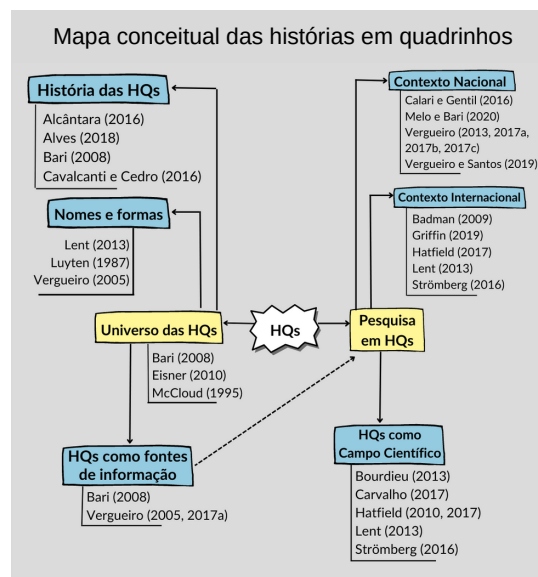 Mapa conceitual das histórias em quadrinhos
História das HQs
Alcântara (2016)
Alves (2018)
Bari (2008)
Cavalcanti e Cedro (2016)
Nomes e formas
Lent (2013)
Luyten (1987)
Vergueiro (2005)
Universo das HQs
Bari (2008)
Eisner (2010)
McCloud (1995)
HQs como fontes
de informação
Bari (2008)
Vergueiro (2005, 2017a)
HQs
Contexto Nacional
Calari e Gentil (2016)
Melo e Bari (2020)
Vergueiro (2013, 2017a,
2017b, 2017c)
Vergueiro e Santos (2019)
Contexto Internacional
Badman (2009)
Griffin (2019)
Hatfield (2017)
Lent (2013)
Strömberg (2016)
Pesquisa
em HQs
HQs como
Campo Científico
Bourdieu (2013)
Carvalho (2017)
Hatfield (2010, 2017)
Lent (2013)
Strömberg (2016)